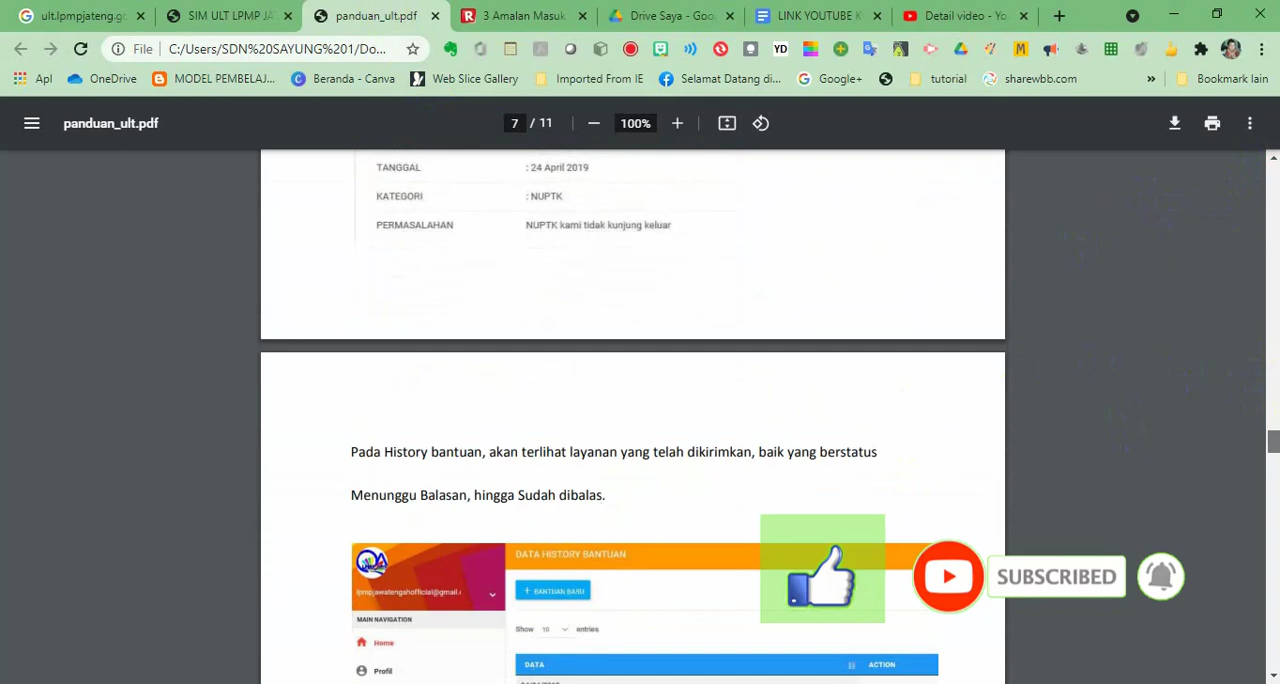 ult.lpmpjateng.g
SIM ULT LPMP JA
panduan_ult.pdf
3 Amalan Masuk
Drive Saya - Goo
LINK YOUTUBE K
Detail video - Yo
File
C:/Users/SDN%20SAYUNG%201/Do...
Apl
OneDrive
MODEL PEMBELAJ...
Beranda - Canva
Web Slice Gallery
Imported From IE
Selamat Datang di...
Google+
tutorial
sharewbb.com
»
Bookmark lain
panduan_ult.pdf
7 / 11
100%
TANGGAL : 24 April 2019
KATEGORI : NUPTK
PERMASALAHAN NUPTK kami tidak kunjung keluar
Pada History bantuan, akan terlihat layanan yang telah dikirimkan, baik yang berstatus
Menunggu Balasan, hingga Sudah dibalas.
DATA HISTORY BANTUAN
lpmpjawatengahofficial@gmail.c
+ BANTUAN BARU
MAIN NAVIGATION
Show 10 entries
Home
Profil
DATA ACTION
SUBSCRIBED